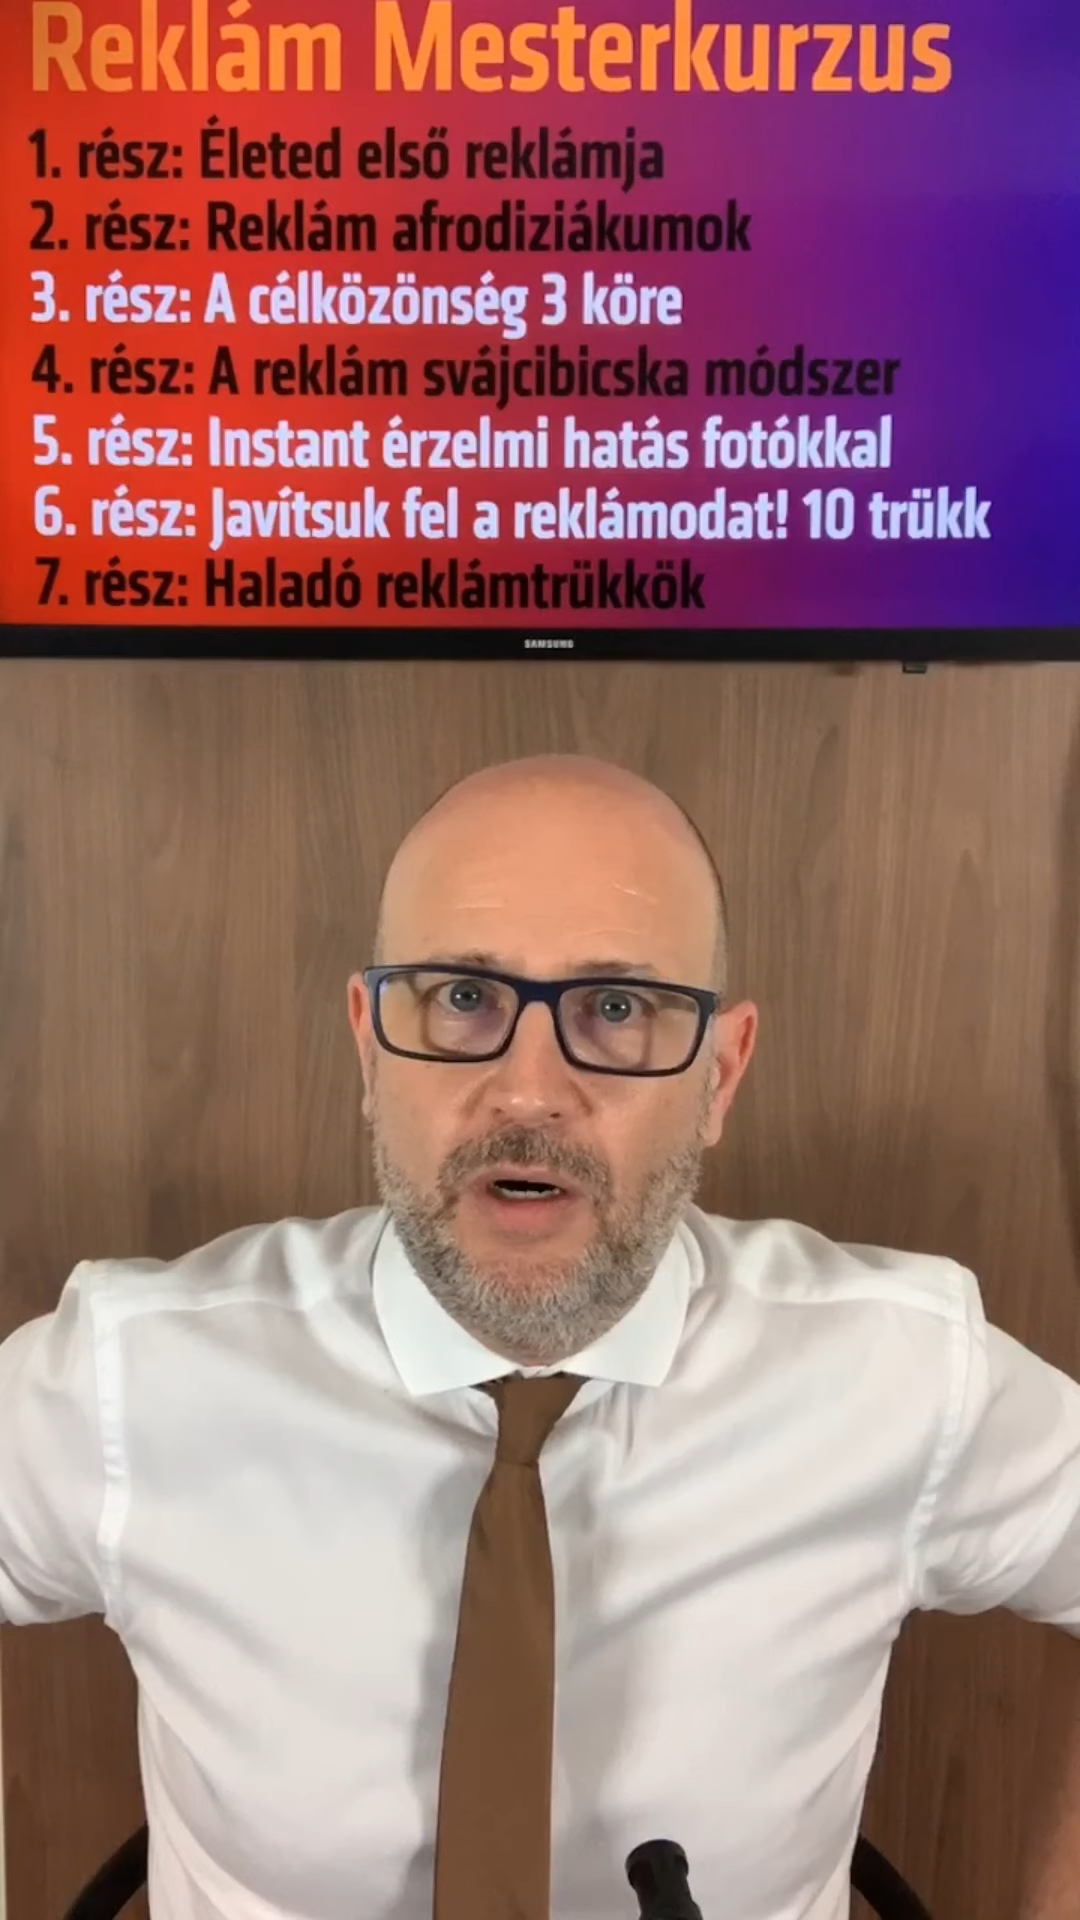 Reklám Mesterkurzus
1. rész: Életed első reklámja
2. rész: Reklám afrodiziákumok
3. rész: A célközönség 3 köre
4. rész: A reklám svájcibicska módszer
5. rész: Instant érzelmi hatás fotókkal
6. rész: Javítsuk fel a reklámodat! 10 trükk
7. rész: Haladó reklámtrükkök
SAMSUNG